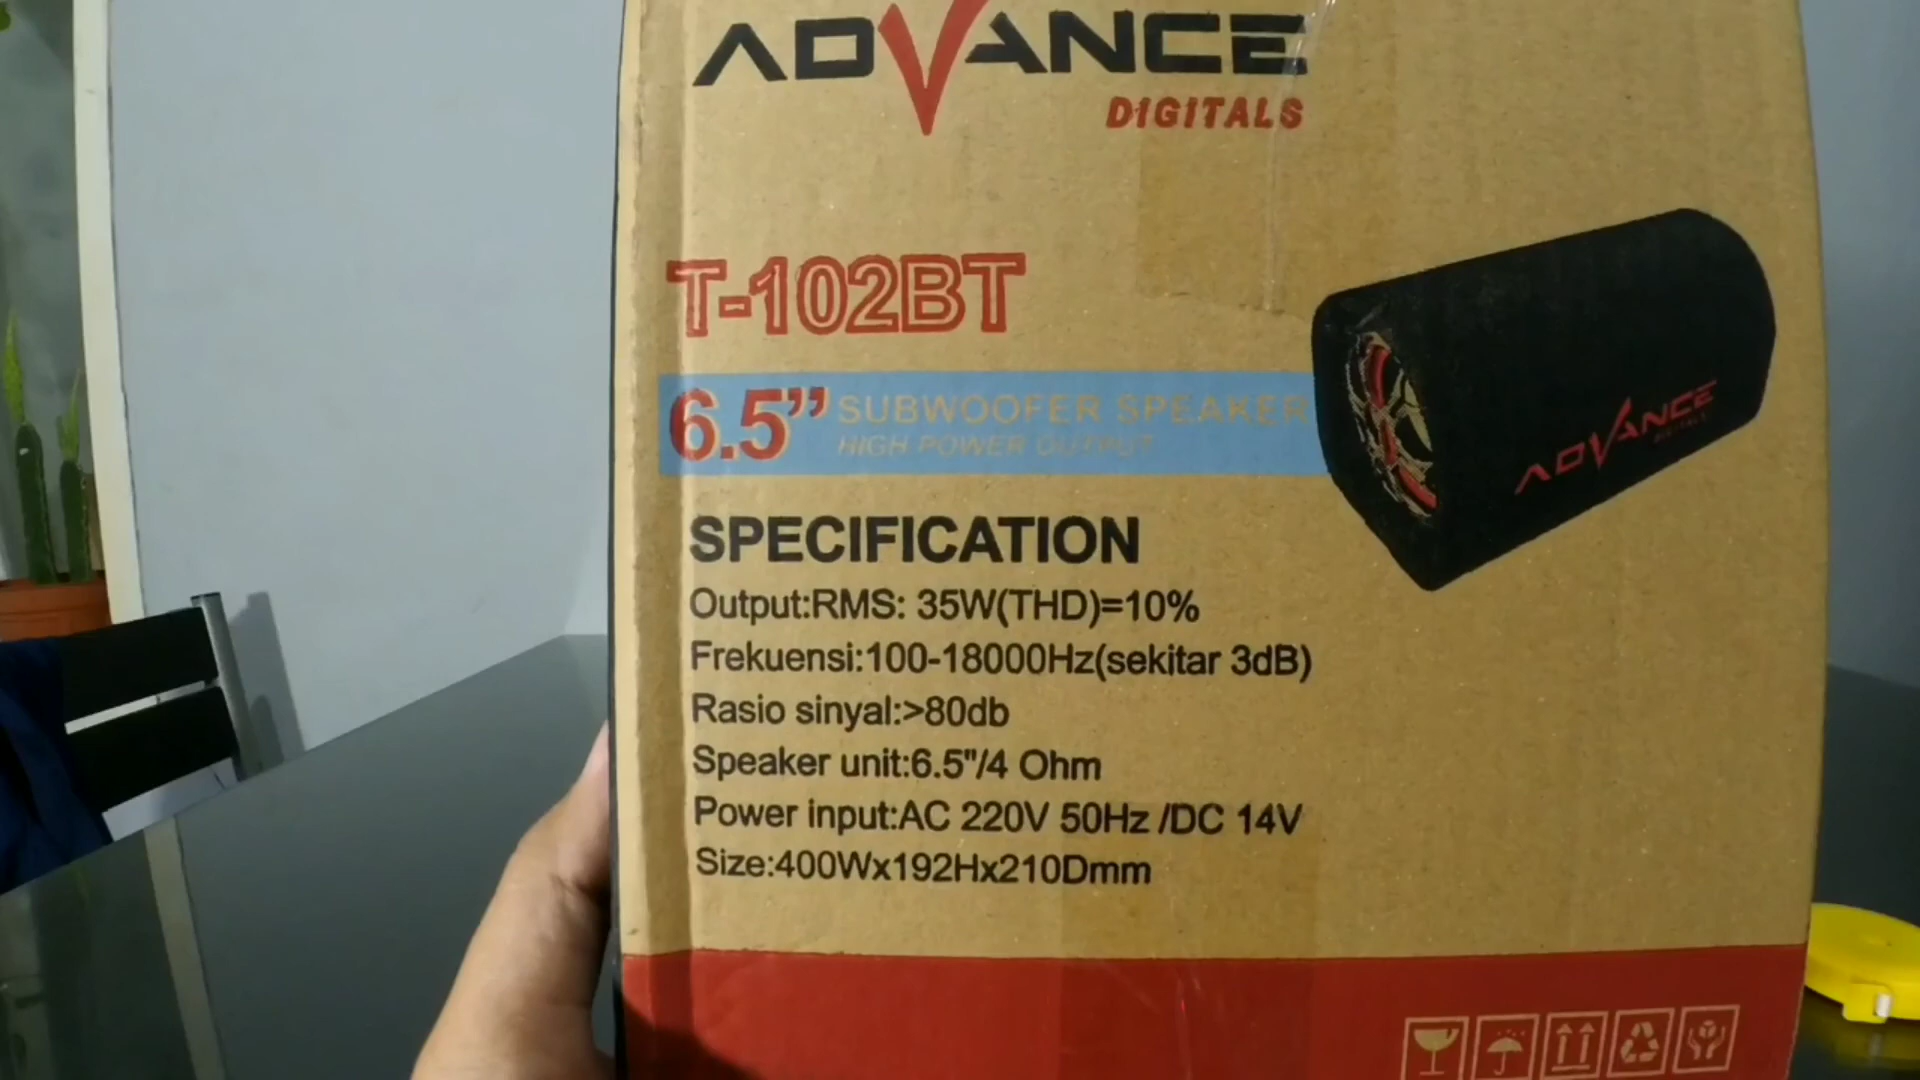 ADVANCE
DIGITALS
T-102BT
6.5” SUBWOOFER SPEAKER
HIGH POWER OUTPUT
ADVANCE
DIGITALS
SPECIFICATION
Output:RMS: 35W(THD)=10%
Frekuensi:100-18000Hz(sekitar 3dB)
Rasio sinyal:>80db
Speaker unit:6.5"/4 Ohm
Power input:AC 220V 50Hz /DC 14V
Size:400Wx192Hx210Dmm